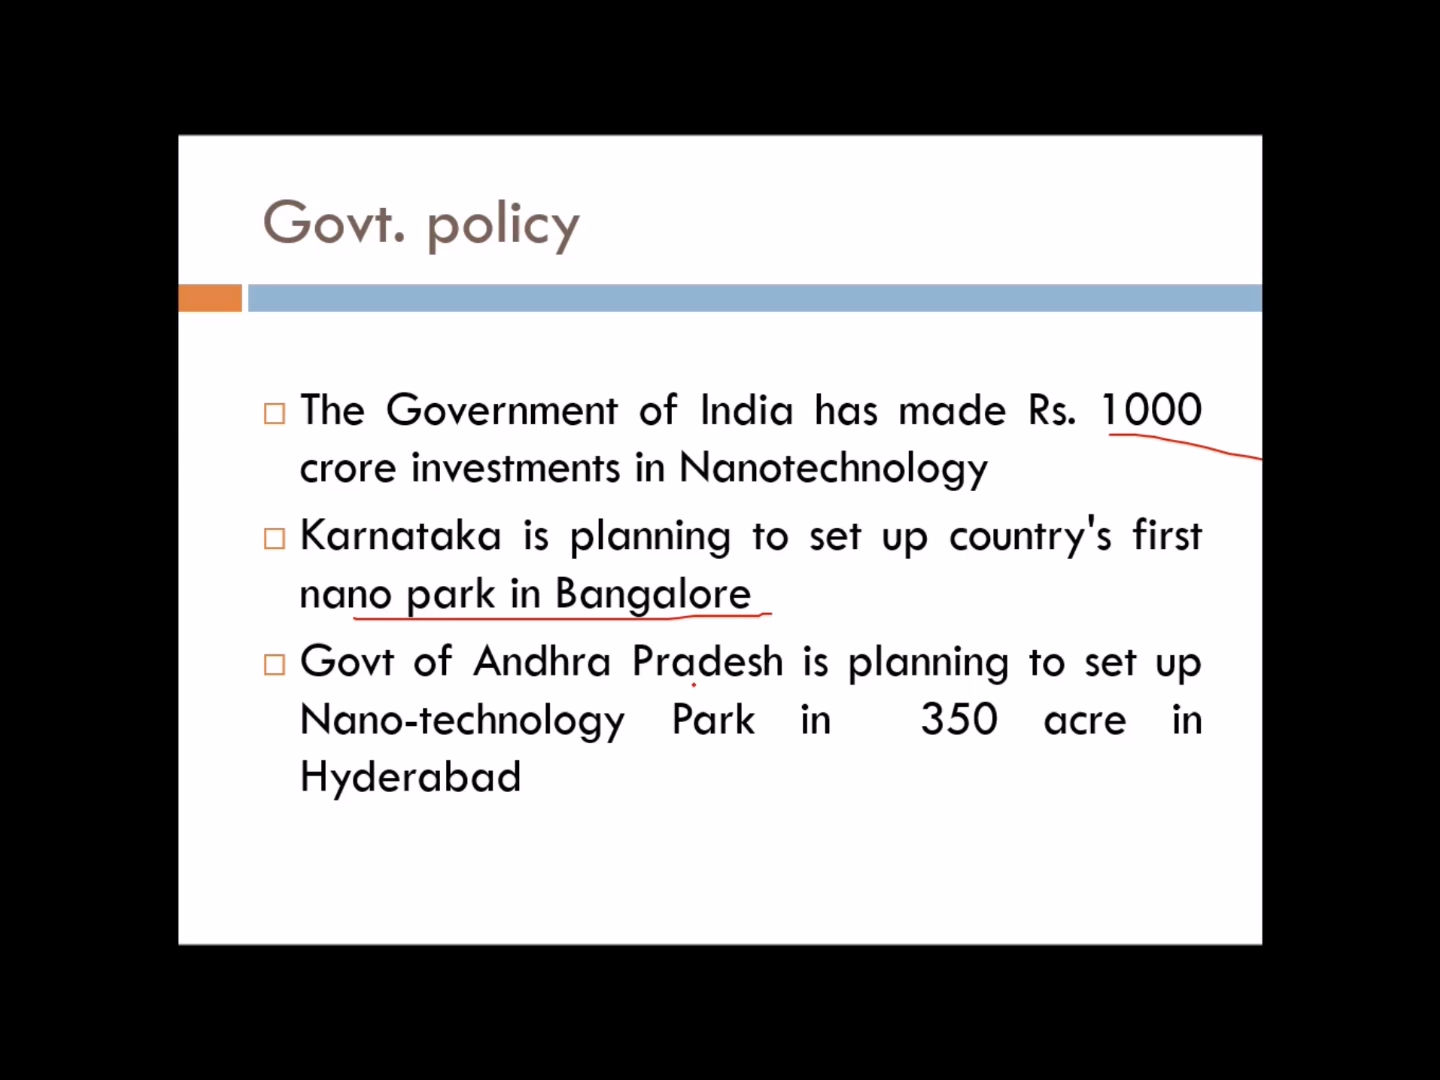 Govt. policy
The Government of India has made Rs. 1000
crore investments in Nanotechnology
Karnataka is planning to set up country's first
nano park in Bangalore
Govt of Andhra Pradesh is planning to set up
Nano-technology Park in 350 acre in
Hyderabad